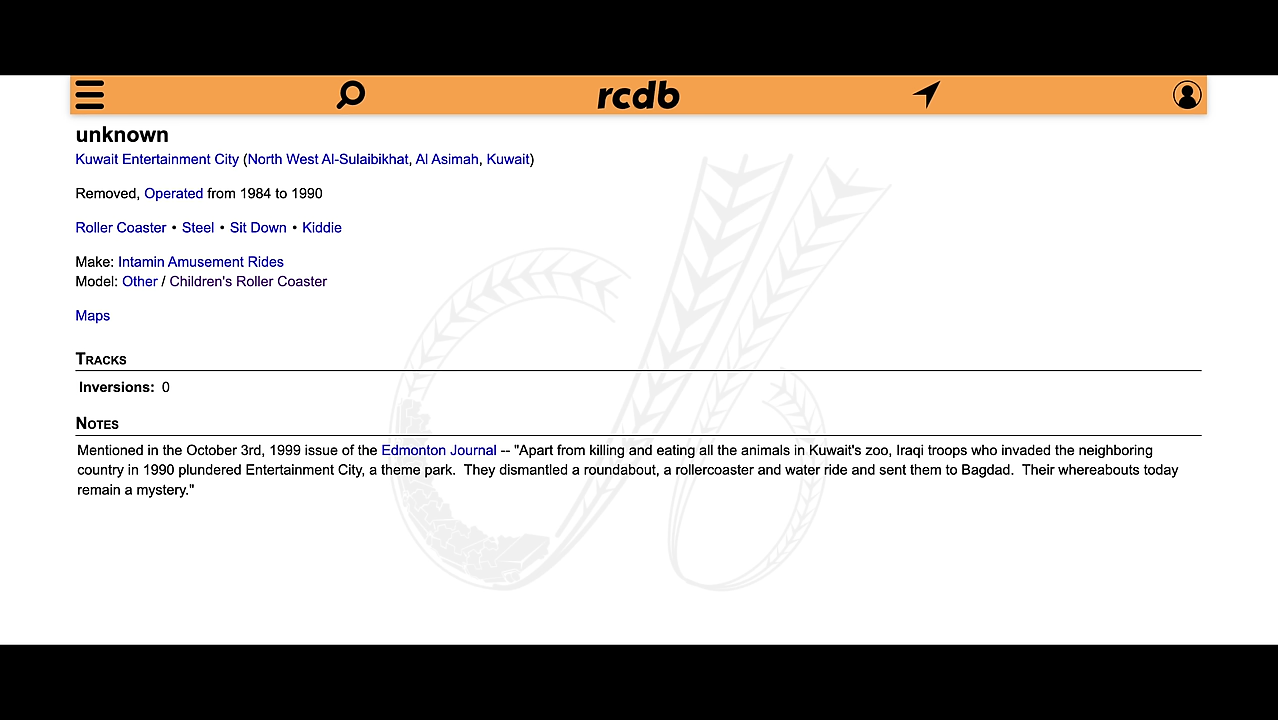 rcdb
unknown
Kuwait Entertainment City (North West Al-Sulaibikhat, Al Asimah, Kuwait)
Removed, Operated from 1984 to 1990
Roller Coaster • Steel • Sit Down • Kiddie
Make: Intamin Amusement Rides
Model: Other / Children's Roller Coaster
Maps
Tracks
Inversions: 0
Notes
Mentioned in the October 3rd, 1999 issue of the Edmonton Journal -- "Apart from killing and eating all the animals in Kuwait's zoo, Iraqi troops who invaded the neighboring
country in 1990 plundered Entertainment City, a theme park. They dismantled a roundabout, a rollercoaster and water ride and sent them to Bagdad. Their whereabouts today
remain a mystery."